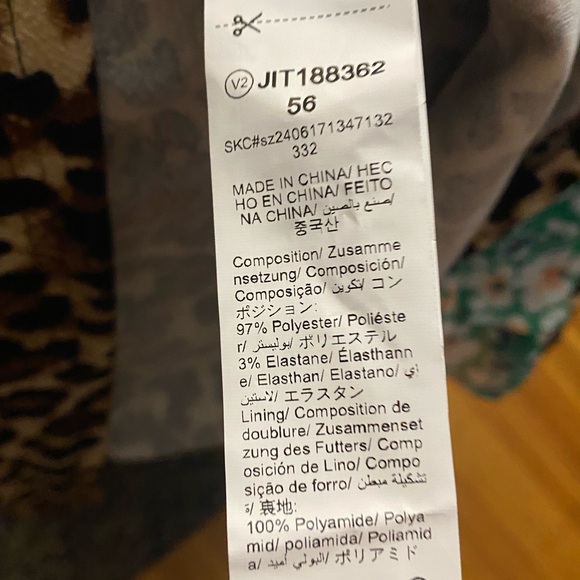 V2 JIT188362
56
SKC#sz2406171347132
332
MADE IN CHINA/ HEC
HO EN CHINA/ FEITO
NA CHINA/ صنع بالصين/
중국산
Composition/ Zusamme
nsetzung/ Composición/
Composição/ تكوين/ コン
ポジション:
97% Polyester/ Poliéste
r/ بوليستر/ ポリエステル
3% Elastane/ Élasthann
e/ Elasthan/ Elastano/ إي
لاستين/ エラスタン
Lining/ Composition de
doublure/ Zusammenset
zung des Futters/ Comp
osición de Lino/ Compo
sição de forro/ تشكيلة مبطن
ة/ 裏地:
100% Polyamide/ Polya
mid/ poliamida/ Poliamid
a/ البولي أميد/ ポリアミド